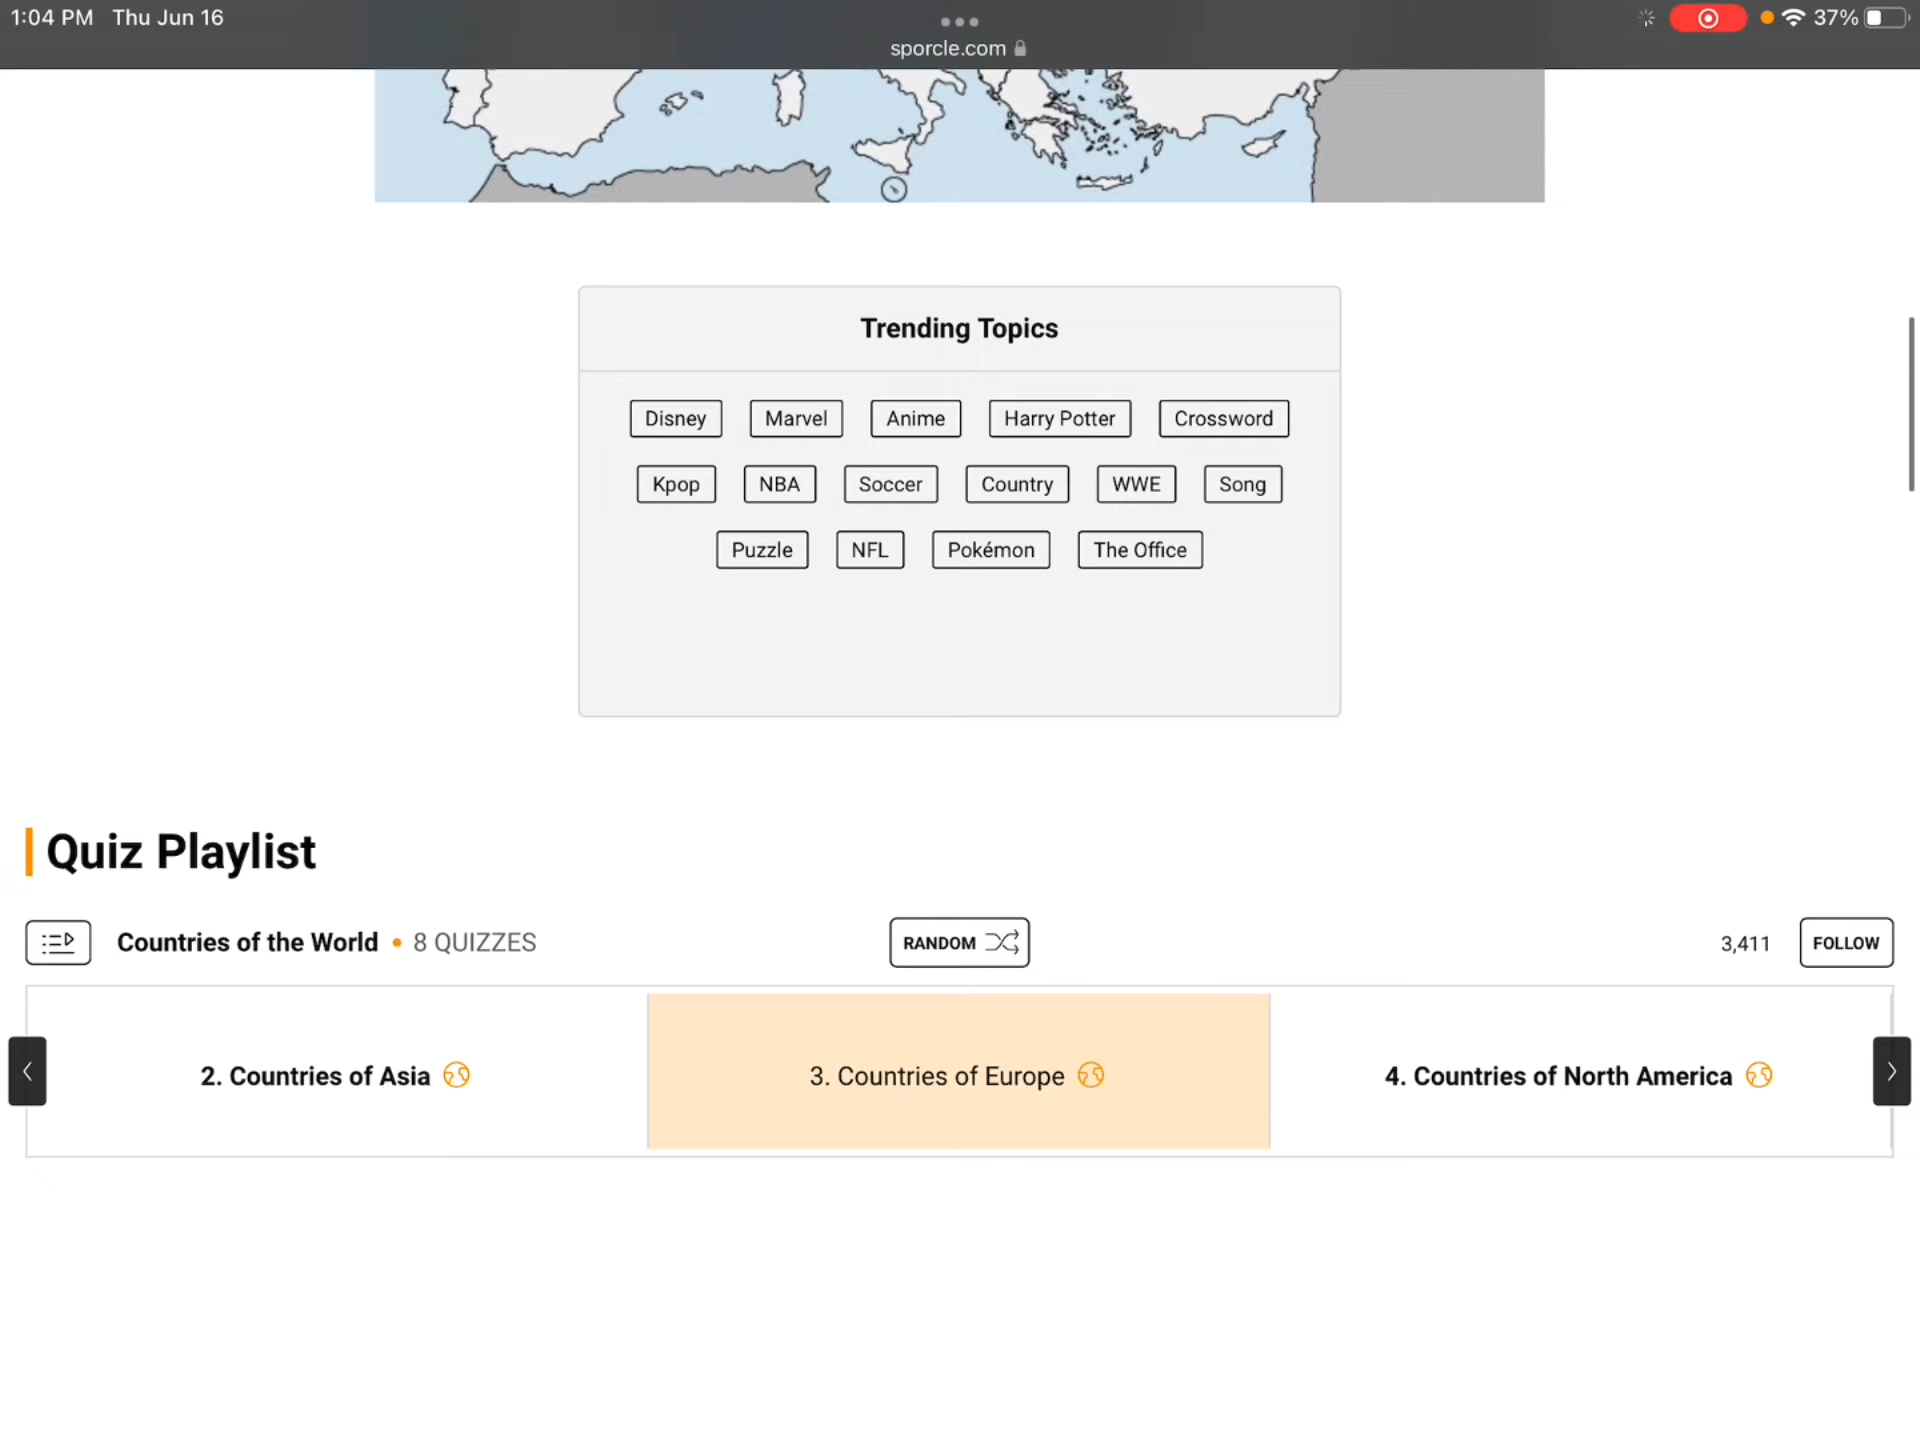 1:04 PM Thu Jun 16
37%
sporcle.com
Trending Topics
Disney Marvel Anime Harry Potter Crossword
Kpop NBA Soccer Country WWE Song
Puzzle NFL Pokémon The Office
Quiz Playlist
Countries of the World • 8 QUIZZES RANDOM 3,411 FOLLOW
2. Countries of Asia 3. Countries of Europe 4. Countries of North America